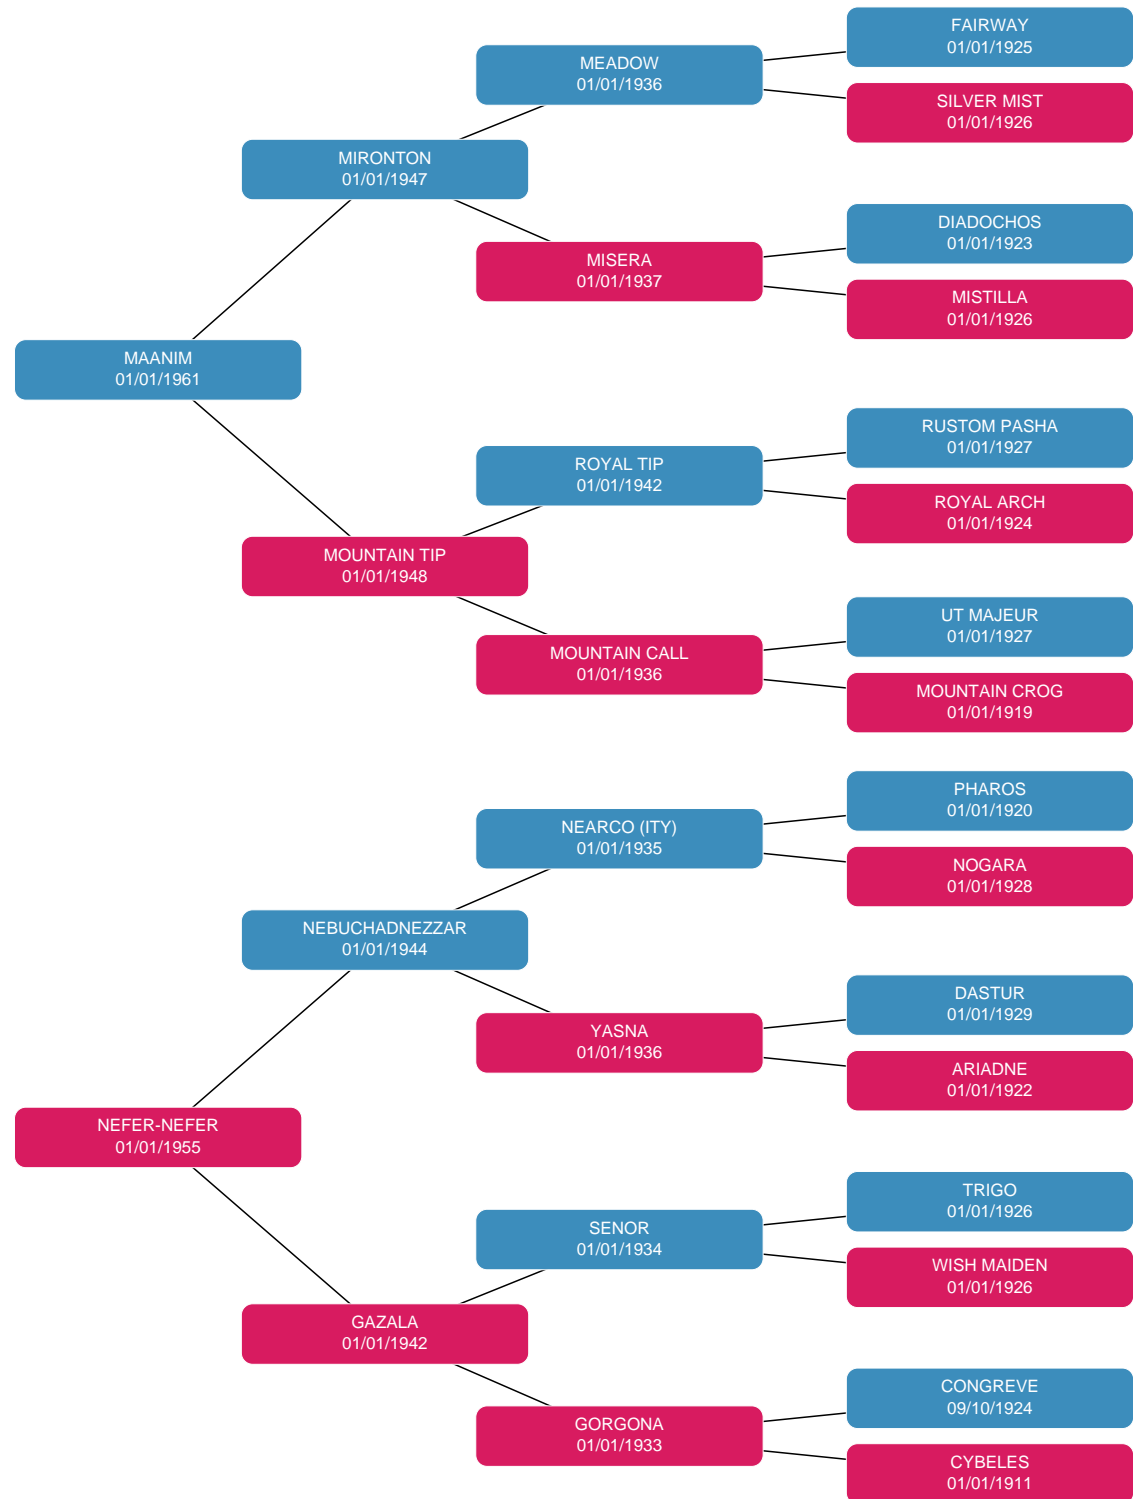 FAIRWAY
01/01/1925
MEADOW
01/01/1936
SILVER MIST
01/01/1926
MIRONTON
01/01/1947
DIADOCHOS
01/01/1923
MISERA
01/01/1937
MISTILLA
01/01/1926
MAANIM
01/01/1961
RUSTOM PASHA
01/01/1927
ROYAL TIP
01/01/1942
ROYAL ARCH
01/01/1924
MOUNTAIN TIP
01/01/1948
UT MAJEUR
01/01/1927
MOUNTAIN CALL
01/01/1936
MOUNTAIN CROG
01/01/1919
PHAROS
01/01/1920
NEARCO (ITY)
01/01/1935
NOGARA
01/01/1928
NEBUCHADNEZZAR
01/01/1944
DASTUR
01/01/1929
YASNA
01/01/1936
ARIADNE
01/01/1922
NEFER-NEFER
01/01/1955
TRIGO
01/01/1926
SENOR
01/01/1934
WISH MAIDEN
01/01/1926
GAZALA
01/01/1942
CONGREVE
09/10/1924
GORGONA
01/01/1933
CYBELES
01/01/1911